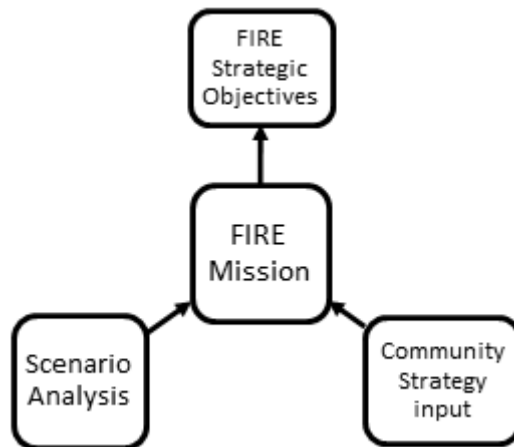 FIRE
Strategic
Objectives
FIRE
Mission
Scenario
Analysis
Community
Strategy
input